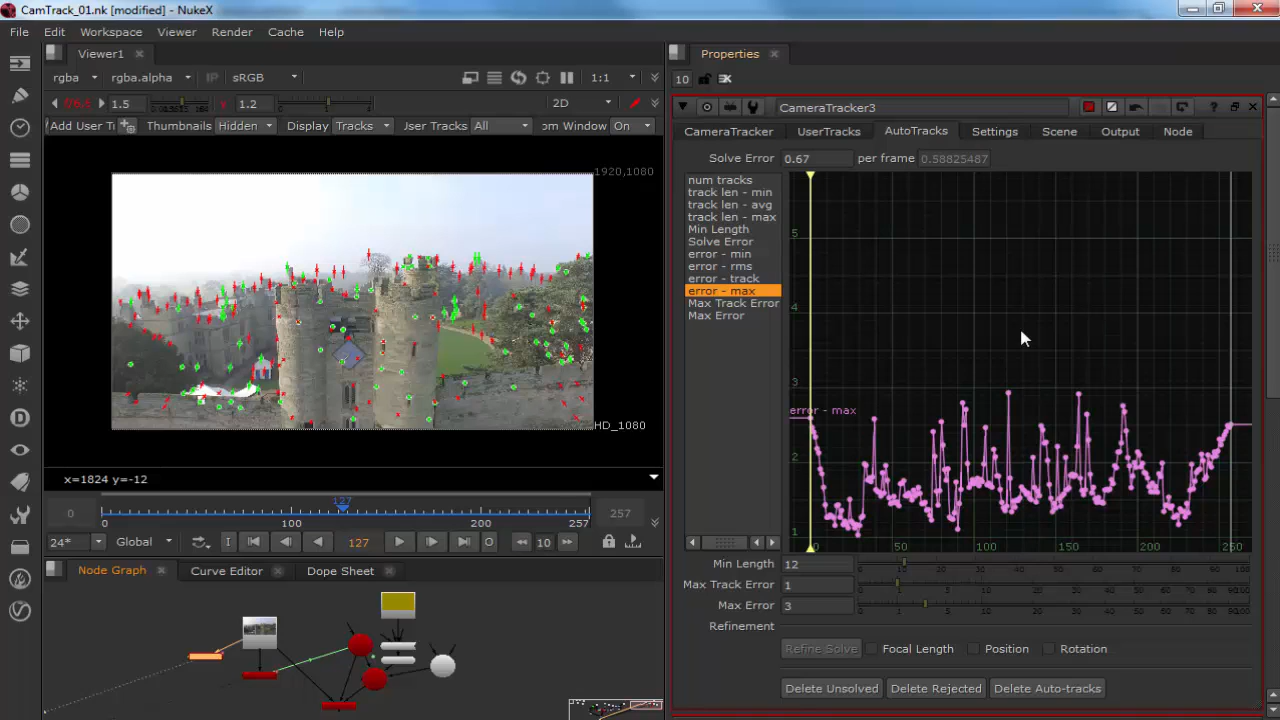 CamTrack_01.nk [modified] - NukeX
File Edit Workspace Viewer Render Cache Help
Viewer1
rgba rgba.alpha IP sRGB 1:1
1.5 Y 1.2 2D
Add User Tr Thumbnails Hidden Display Tracks User Tracks All om Window On
1920,1080
HD_1080
x=1824 y=-12
127
0 257
0 100 200 257
24* Global I 127 O 10
Node Graph Curve Editor Dope Sheet
Properties
10
CameraTracker3 ?
CameraTracker UserTracks AutoTracks Settings Scene Output Node
Solve Error 0.67 per frame 0.58825487
num tracks
track len - min
track len - avg
track len - max
Min Length
Solve Error
error - min
error - rms
error - track
error - max
Max Track Error
Max Error
5
4
3
error - max
2
1
0 50 100 150 200 250
Min Length 12
Max Track Error 1
Max Error 3
Refinement
Refine Solve Focal Length Position Rotation
Delete Unsolved Delete Rejected Delete Auto-tracks